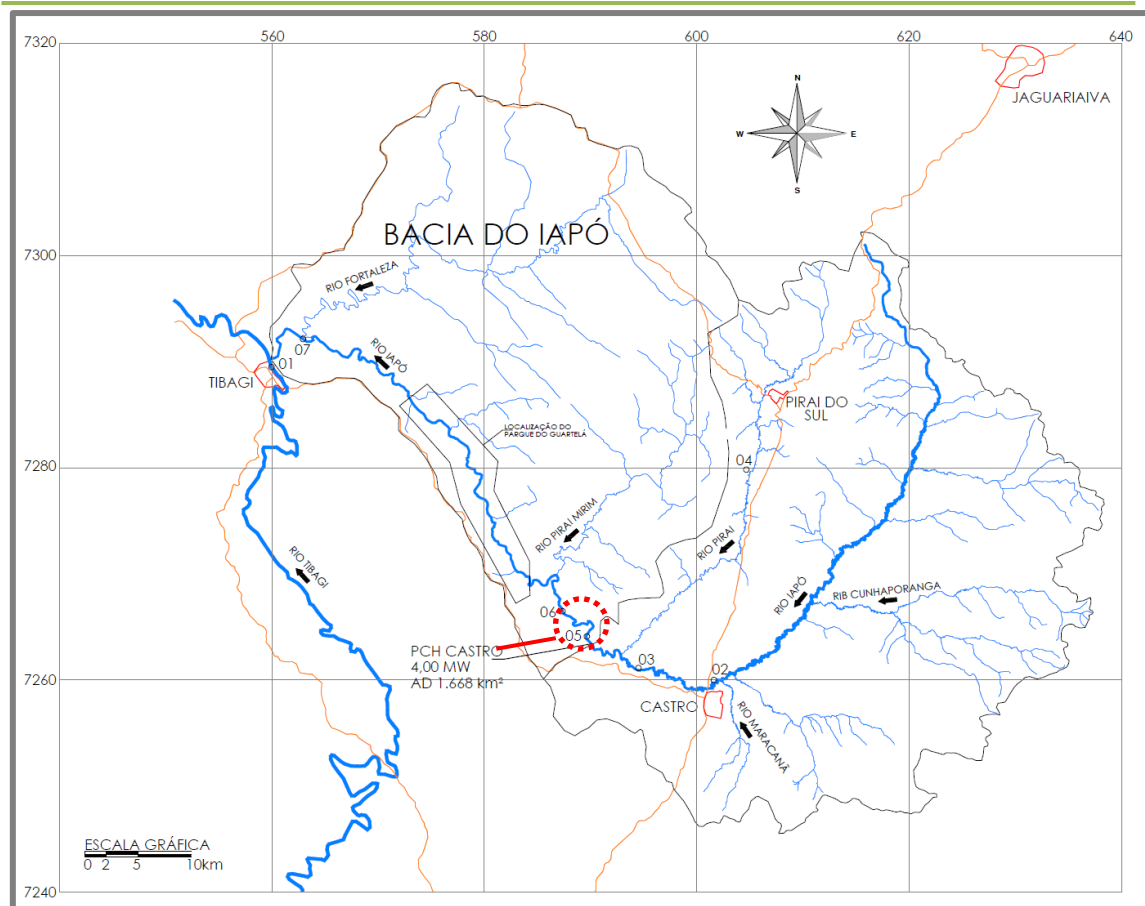 560
580
600
620
640
7320
JAGUARIAIVA
N
W
E
S
BACIA DO IAPÓ
7300
RIO FORTALEZA
RIO IAPÓ
07
01
TIBAGI
PIRAI DO
SUL
LOCALIZAÇÃO DO
PARQUE DO GUARTELÁ
7280
04
RIO PIRAI MIRIM
RIO PIRAI
RIO TIBAGI
RIO IAPÓ
RIB CUNHAPORANGA
06
05
PCH CASTRO
4,00 MW
AD 1.668 km²
03
02
7260
CASTRO
RIO MARACANÃ
ESCALA GRÁFICA
0 2 5 10km
7240